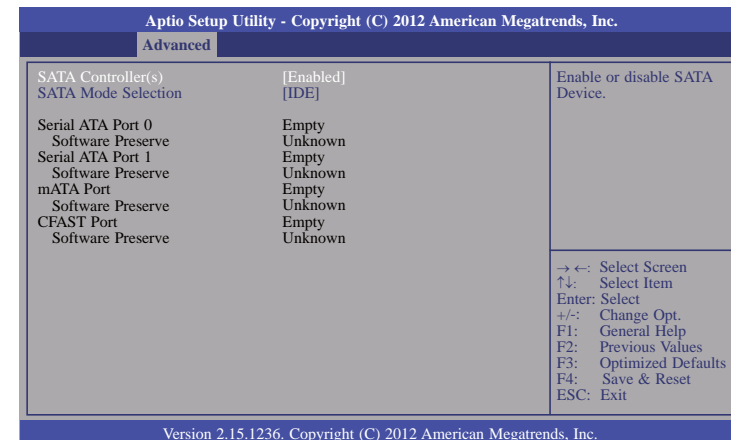 Aptio Setup Utility - Copyright (C) 2012 American Megatrends, Inc.
Advanced
SATA Controller(s) [Enabled]
SATA Mode Selection [IDE]
Serial ATA Port 0 Empty
Software Preserve Unknown
Serial ATA Port 1 Empty
Software Preserve Unknown
mATA Port Empty
Software Preserve Unknown
CFAST Port Empty
Software Preserve Unknown
Enable or disable SATA
Device.
→ ←: Select Screen
↑↓: Select Item
Enter: Select
+/-: Change Opt.
F1: General Help
F2: Previous Values
F3: Optimized Defaults
F4: Save & Reset
ESC: Exit
Version 2.15.1236. Copyright (C) 2012 American Megatrends, Inc.